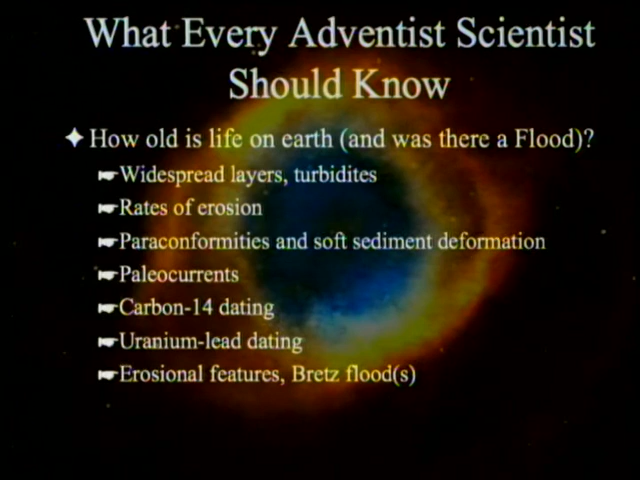 What Every Adventist Scientist
Should Know
How old is life on earth (and was there a Flood)?
Widespread layers, turbidites
Rates of erosion
Paraconformities and soft sediment deformation
Paleocurrents
Carbon-14 dating
Uranium-lead dating
Erosional features, Bretz flood(s)